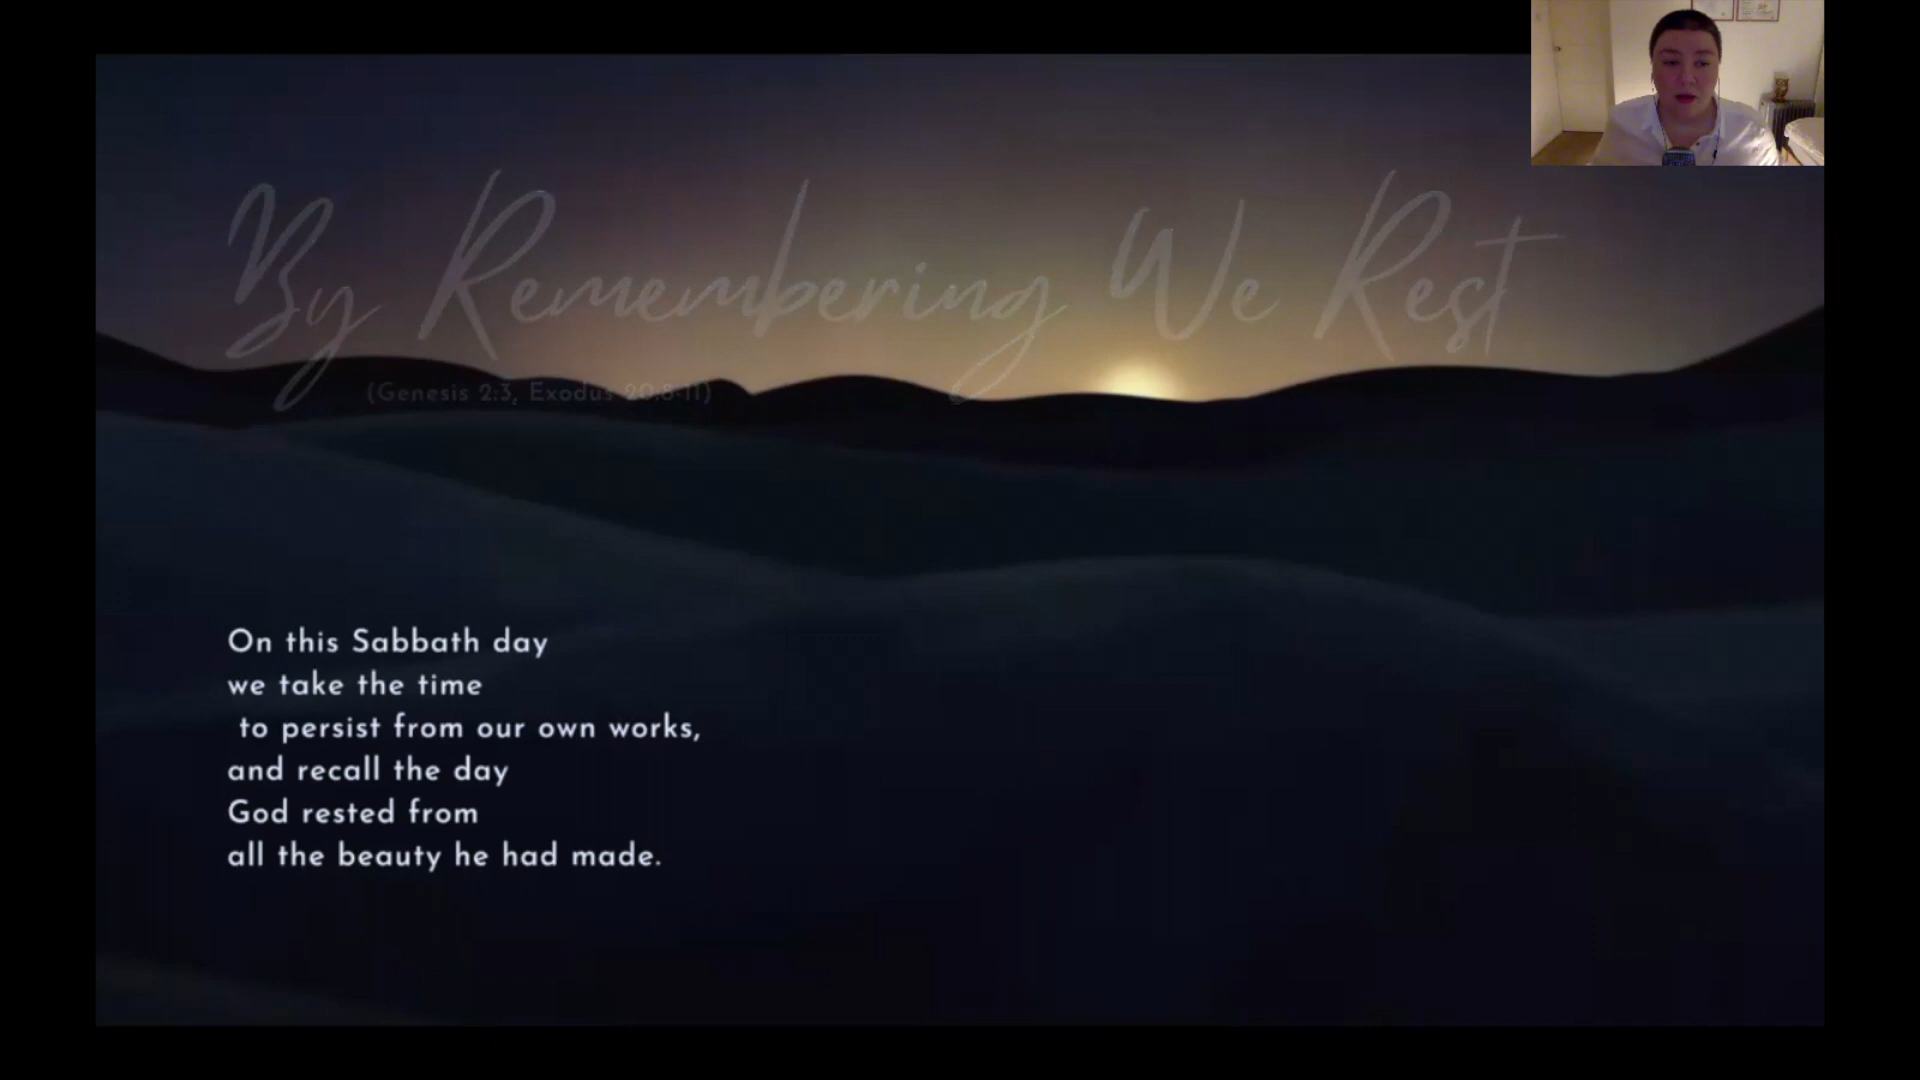 By Remembering We Rest
(Genesis 2:3, Exodus 20:8-11)
On this Sabbath day
we take the time
to persist from our own works,
and recall the day
God rested from
all the beauty he had made.